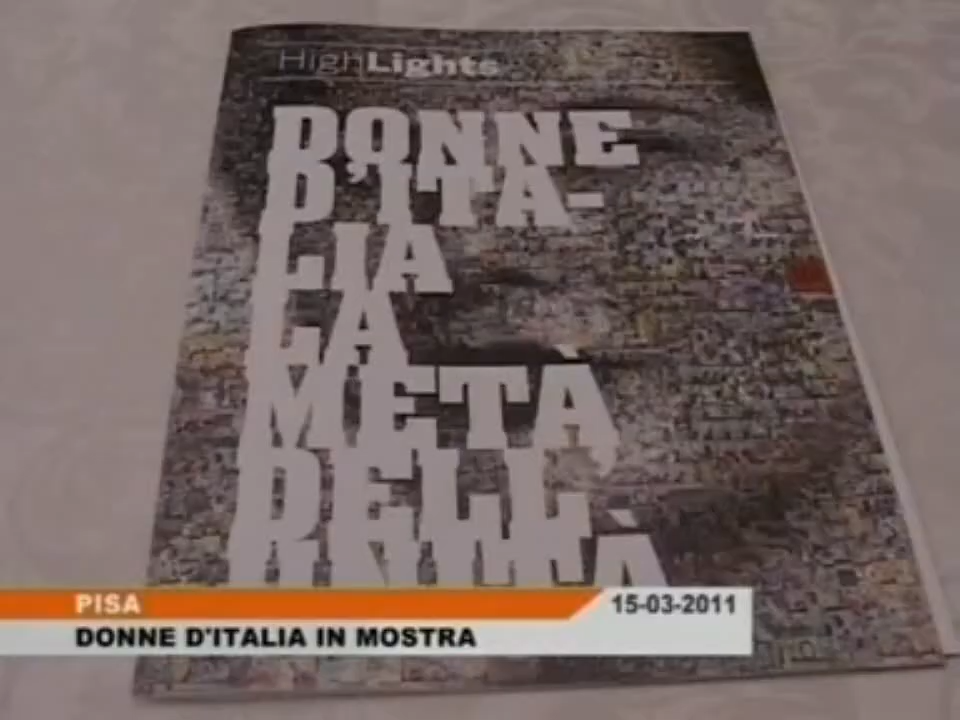 HighLights
DONNE
D'ITA-
LIA
LA
METÀ
DELL'
PISA
15-03-2011
DONNE D'ITALIA IN MOSTRA